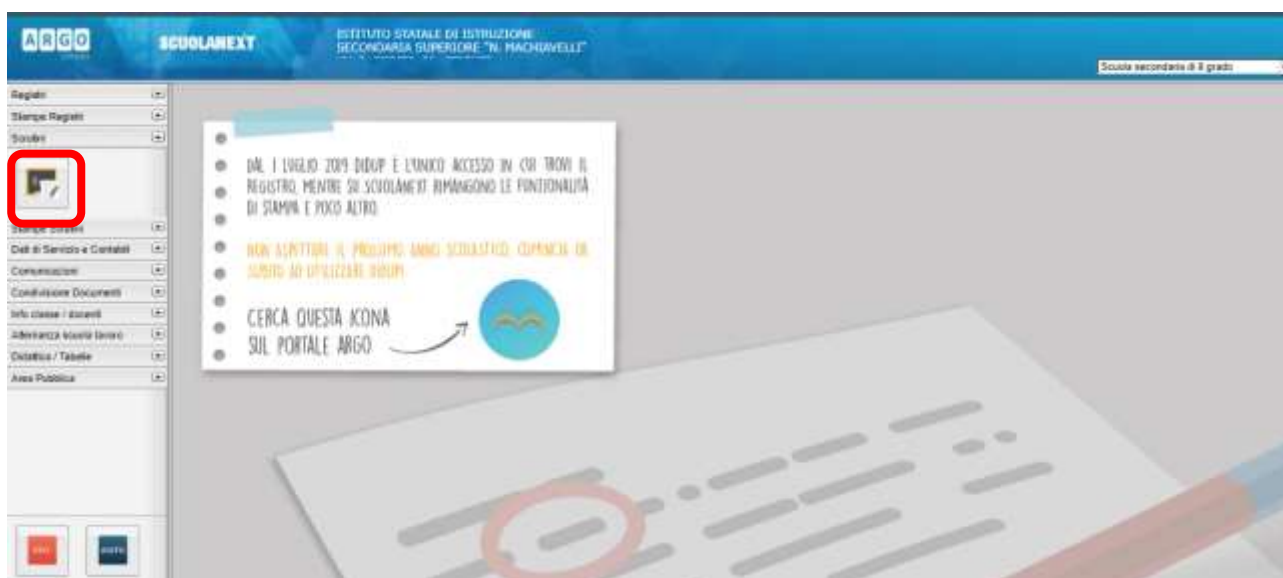 ARGO
SCUOLANEXT
ISTITUTO STATALE DI ISTRUZIONE
SECONDARIA SUPERIORE "N. MACHIAVELLI"
Scuola secondaria di II grado
Registri
Stampe Registri
Scrutini
Stampe Scrutini
Dati di Servizio e Contabili
Comunicazioni
Condivisione Documenti
Info classe / docenti
Alternanza scuola lavoro
Didattica / Tabelle
Area Pubblica
DAL 1 LUGLIO 2019 DIDUP È L'UNICO ACCESSO IN CUI TROVI IL
REGISTRO, MENTRE SU SCUOLANEXT RIMANGONO LE FUNZIONALITÀ
DI STAMPA E POCO ALTRO.
NON ASPETTARE IL PROSSIMO ANNO SCOLASTICO, COMINCIA DA
SUBITO AD UTILIZZARE DIDUP!
CERCA QUESTA ICONA
SUL PORTALE ARGO